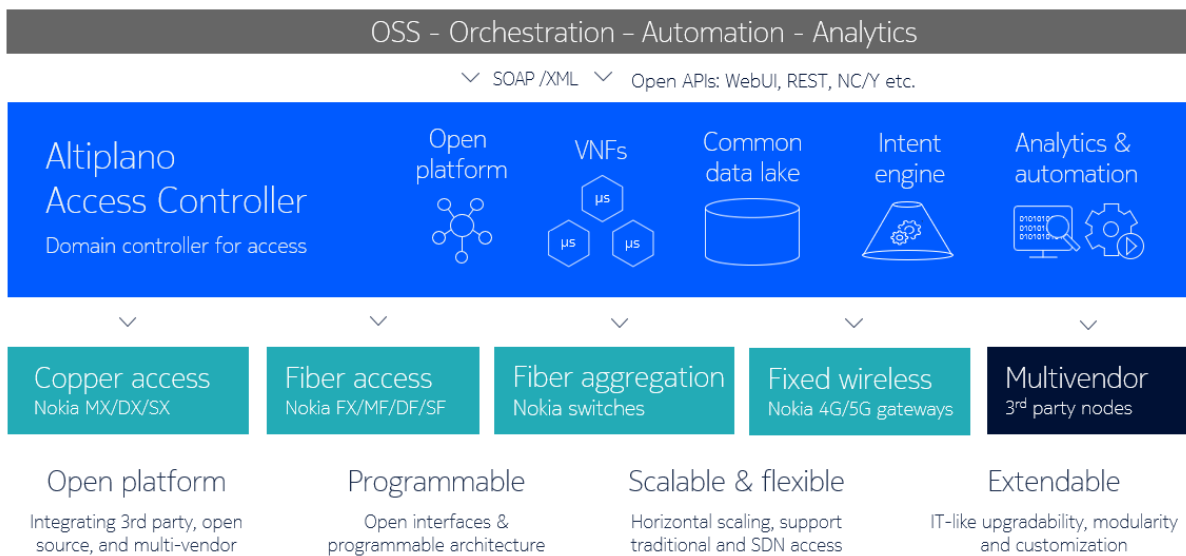 OSS - Orchestration – Automation - Analytics
SOAP /XML
Open APIs: WebUI, REST, NC/Y etc.
Altiplano
Access Controller
Domain controller for access
Open
platform
VNFs
µs
µs
µs
Common
data lake
Intent
engine
Analytics &
automation
0101010
010101
0101010101
Copper access
Nokia MX/DX/SX
Fiber access
Nokia FX/MF/DF/SF
Fiber aggregation
Nokia switches
Fixed wireless
Nokia 4G/5G gateways
Multivendor
3rd party nodes
Open platform
Integrating 3rd party, open
source, and multi-vendor
Programmable
Open interfaces &
programmable architecture
Scalable & flexible
Horizontal scaling, support
traditional and SDN access
Extendable
IT-like upgradability, modularity
and customization